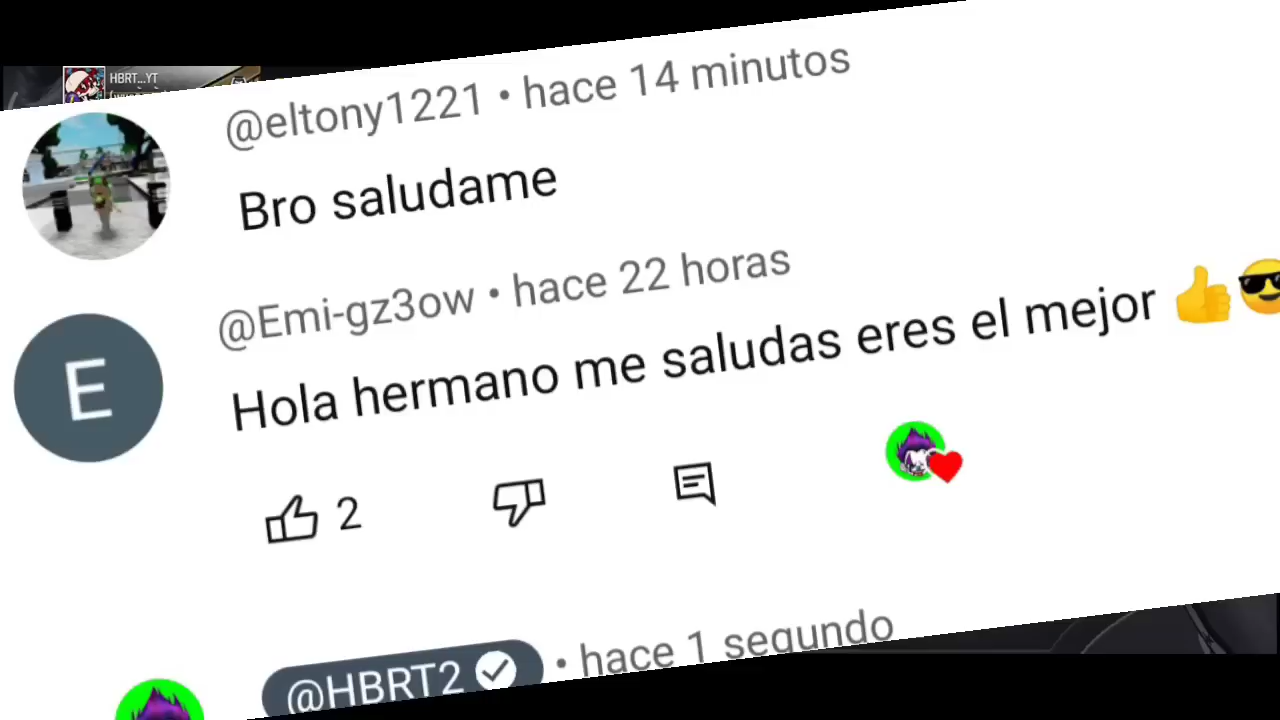 HBRT...YT
@eltony1221 • hace 14 minutos
Bro saludame
@Emi-gz3ow • hace 22 horas
Hola hermano me saludas eres el mejor 👍😎
E
2
@HBRT2 • hace 1 segundo